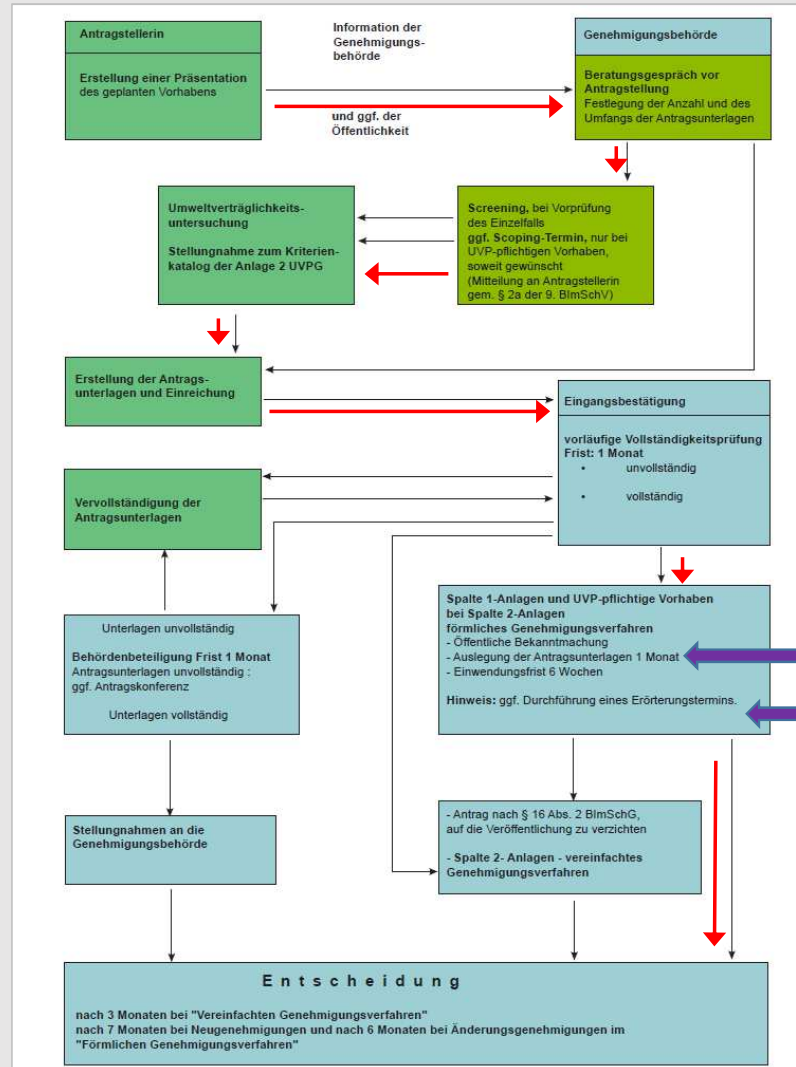 Antragstellerin
Erstellung einer Präsentation
des geplanten Vorhabens
Information der
Genehmigungs-
behörde
und ggf. der
Öffentlichkeit
Genehmigungsbehörde
Beratungsgespräch vor
Antragstellung
Festlegung der Anzahl und des
Umfangs der Antragsunterlagen
Umweltverträglichkeits-
untersuchung
Stellungnahme zum Kriterien-
katalog der Anlage 2 UVPG
Screening, bei Vorprüfung
des Einzelfalls
ggf. Scoping-Termin, nur bei
UVP-pflichtigen Vorhaben,
soweit gewünscht
(Mitteilung an Antragstellerin
gem. § 2a der 9. BImSchV)
Erstellung der Antrags-
unterlagen und Einreichung
Eingangsbestätigung
vorläufige Vollständigkeitsprüfung
Frist: 1 Monat
• unvollständig
• vollständig
Vervollständigung der
Antragsunterlagen
Unterlagen unvollständig
Behördenbeteiligung Frist 1 Monat
Antragsunterlagen unvollständig :
ggf. Antragskonferenz
Unterlagen vollständig
Spalte 1-Anlagen und UVP-pflichtige Vorhaben
bei Spalte 2-Anlagen
förmliches Genehmigungsverfahren
- Öffentliche Bekanntmachung
- Auslegung der Antragsunterlagen 1 Monat
- Einwendungsfrist 6 Wochen
Hinweis: ggf. Durchführung eines Erörterungstermins.
Stellungnahmen an die
Genehmigungsbehörde
- Antrag nach § 16 Abs. 2 BImSchG,
auf die Veröffentlichung zu verzichten
- Spalte 2- Anlagen - vereinfachtes
Genehmigungsverfahren
Entscheidung
nach 3 Monaten bei "Vereinfachten Genehmigungsverfahren"
nach 7 Monaten bei Neugenehmigungen und nach 6 Monaten bei Änderungsgenehmigungen im
"Förmlichen Genehmigungsverfahren"